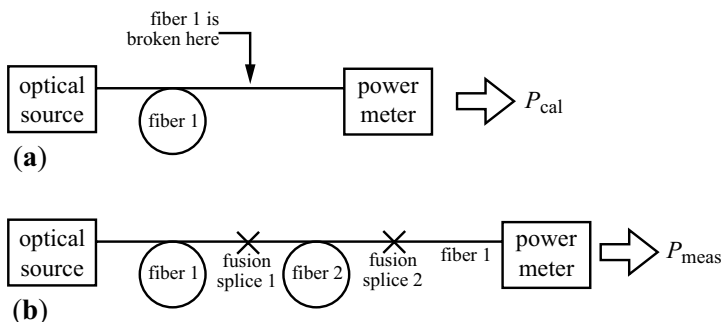 fiber 1 is
broken here
optical
source
fiber 1
power
meter
P_cal
(a)
optical
source
fiber 1
fusion
splice 1
fiber 2
fusion
splice 2
fiber 1
power
meter
P_meas
(b)